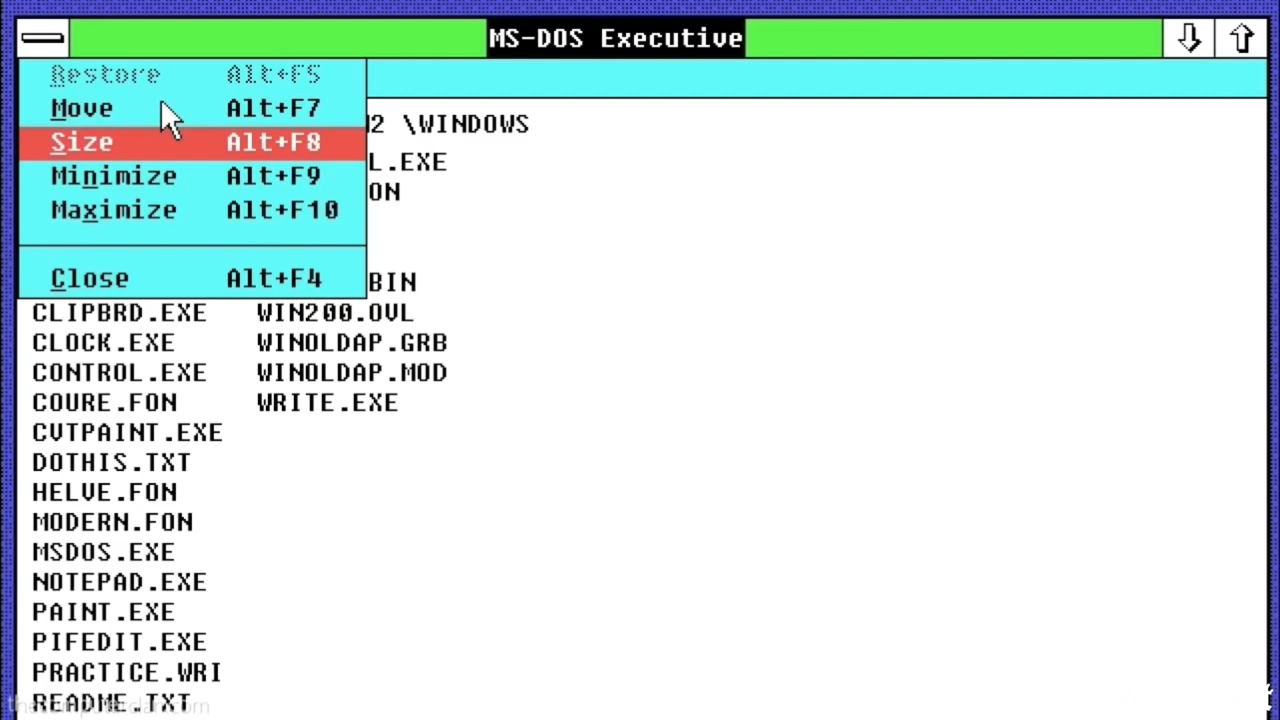 MS-DOS Executive
Restore Alt+F5
Move Alt+F7
Size Alt+F8
Minimize Alt+F9
Maximize Alt+F10
Close Alt+F4
\WINDOWS
.EXE
BIN
CLIPBRD.EXE WIN200.OVL
CLOCK.EXE WINOLDAP.GRB
CONTROL.EXE WINOLDAP.MOD
COURE.FON WRITE.EXE
CVTPAINT.EXE
DOTHIS.TXT
HELVE.FON
MODERN.FON
MSDOS.EXE
NOTEPAD.EXE
PAINT.EXE
PIFEDIT.EXE
PRACTICE.WRI
README.TXT
thecomputerclan.com